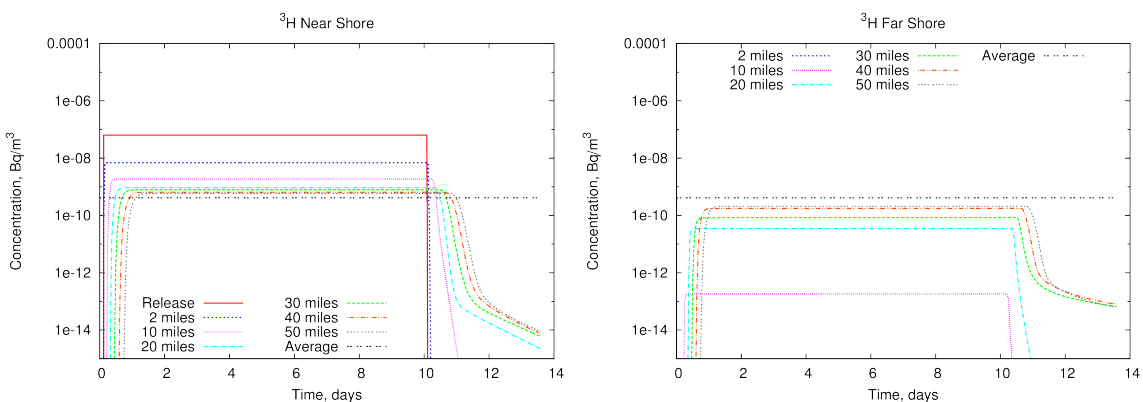 ³H Near Shore
0.0001
1e-06
1e-08
1e-10
1e-12
1e-14
Concentration, Bq/m³
0 2 4 6 8 10 12 14
Time, days
Release
2 miles
10 miles
20 miles
30 miles
40 miles
50 miles
Average
³H Far Shore
0.0001
1e-06
1e-08
1e-10
1e-12
1e-14
Concentration, Bq/m³
0 2 4 6 8 10 12 14
Time, days
2 miles
10 miles
20 miles
30 miles
40 miles
50 miles
Average